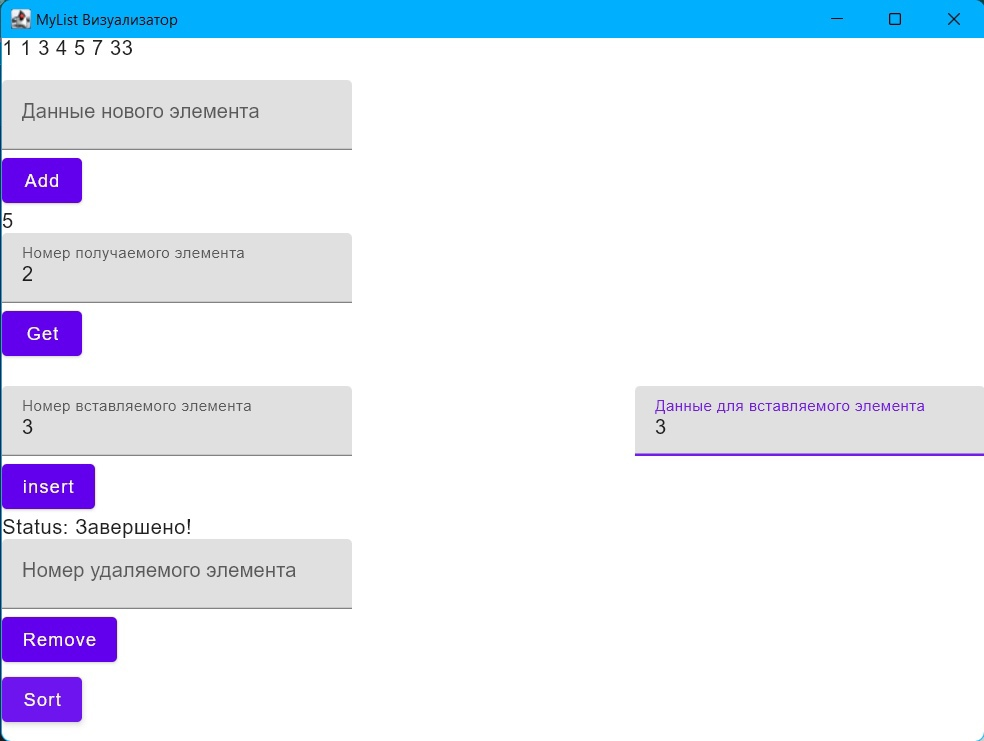 MyList Визуализатор
1 1 3 4 5 7 33
Данные нового элемента
Add
5
Номер получаемого элемента
2
Get
Номер вставляемого элемента
3
Данные для вставляемого элемента
3
insert
Status: Завершено!
Номер удаляемого элемента
Remove
Sort